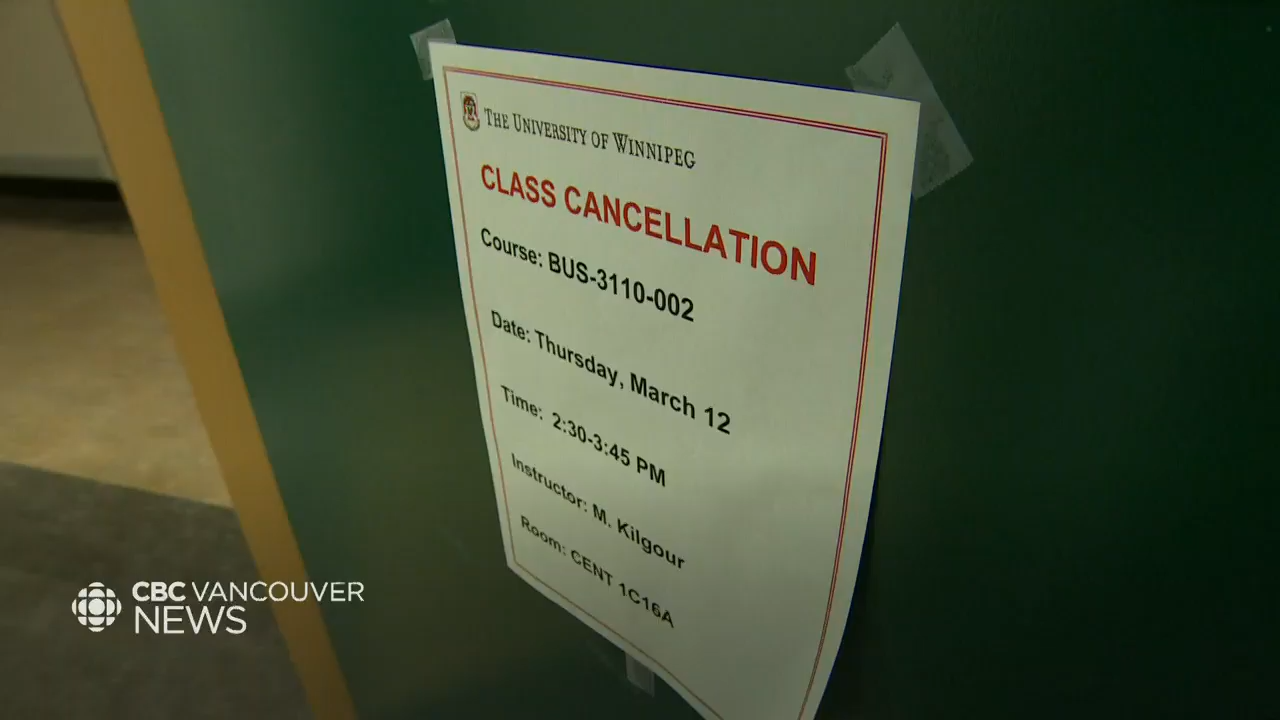 THE UNIVERSITY OF WINNIPEG
CLASS CANCELLATION
Course: BUS-3110-002
Date: Thursday, March 12
Time: 2:30-3:45 PM
Instructor: M. Kilgour
Room: CENT 1C16A
CBC VANCOUVER
NEWS